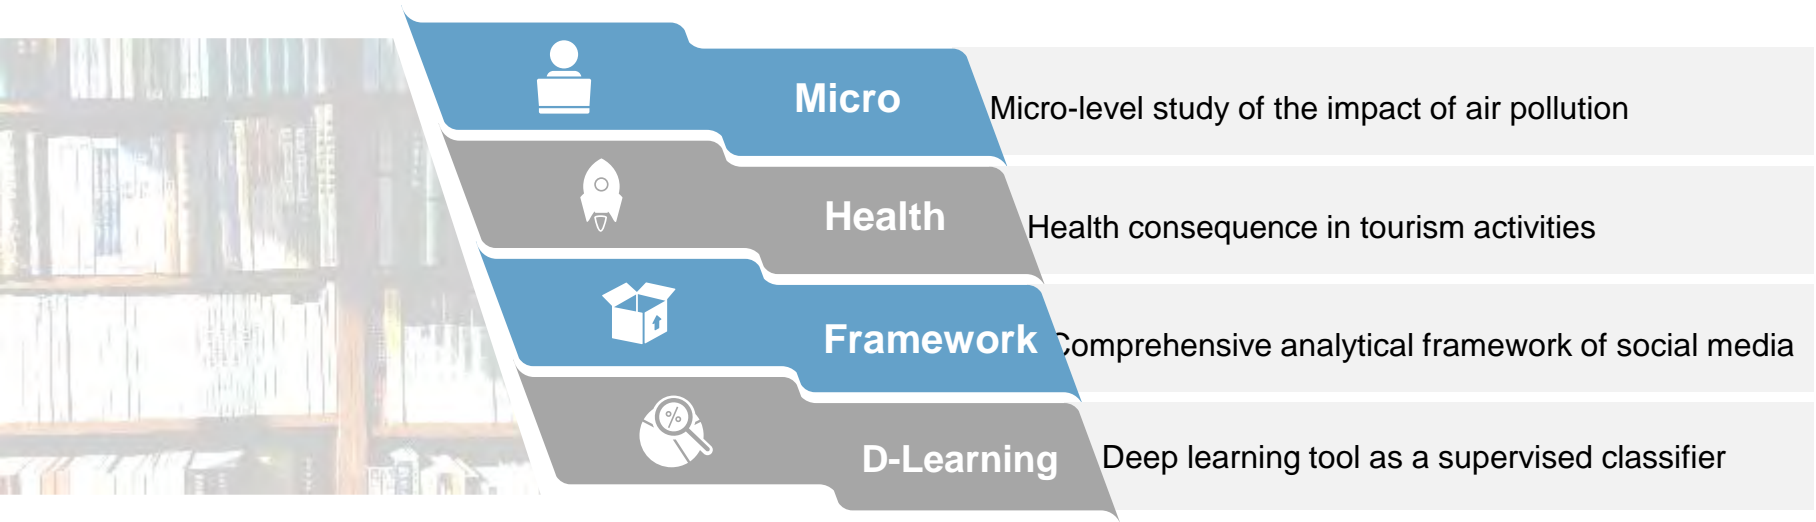 Micro
Micro-level study of the impact of air pollution
Health
Health consequence in tourism activities
Framework
Comprehensive analytical framework of social media
%
D-Learning
Deep learning tool as a supervised classifier